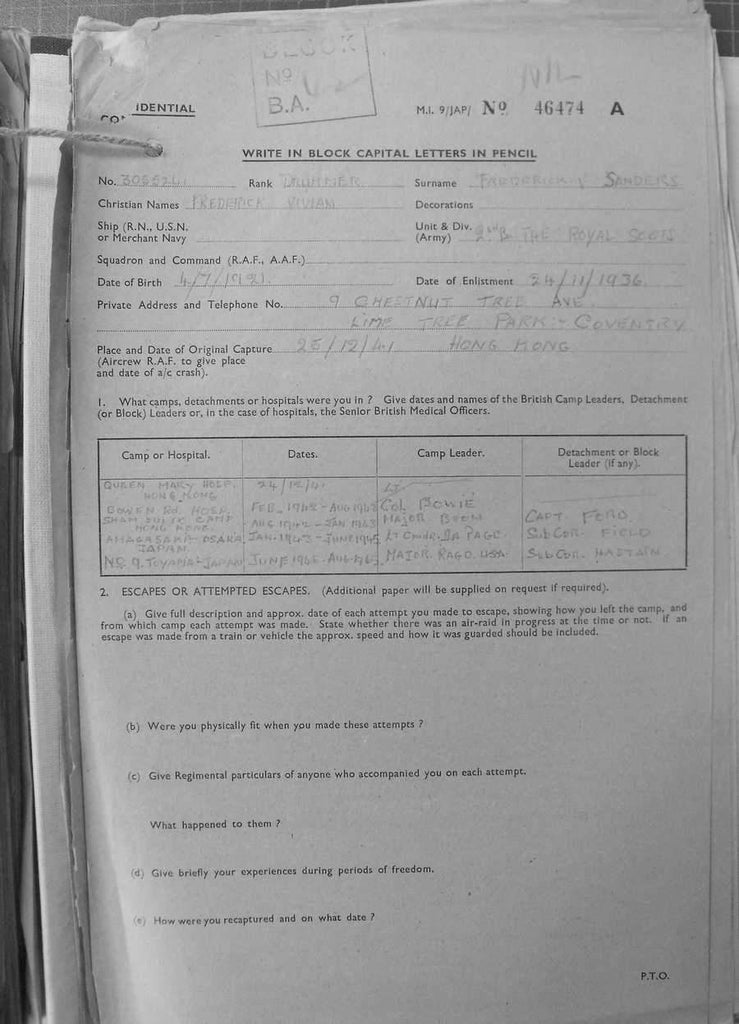 BLOCK
No
B.A.
NIL
IDENTIAL
M.I. 9/JAP/ No 46474 A
WRITE IN BLOCK CAPITAL LETTERS IN PENCIL
No. Rank DRUMMER Surname FREDERICK V SANDERS
Christian Names FREDERICK VIVIAN Decorations
Ship (R.N., U.S.N. Unit & Div.
or Merchant Navy (Army) 2nd B THE ROYAL SCOTS
Squadron and Command (R.A.F., A.A.F.)
Date of Birth 4/7/1921. Date of Enlistment 24/11/1936.
Private Address and Telephone No. 9 CHESTNUT TREE AVE
LIME TREE PARK - COVENTRY
Place and Date of Original Capture 25/12/41 HONG KONG
(Aircrew R.A.F. to give place
and date of a/c crash).
1. What camps, detachments or hospitals were you in ? Give dates and names of the British Camp Leaders, Detachment
(or Block) Leaders or, in the case of hospitals, the Senior British Medical Officers.
Camp or Hospital. Dates. Camp Leader. Detachment or Block
Leader (if any).
QUEEN MARY HOSP. 24/12/41
HONG KONG
BOWEN RD. HOSP. FEB. 1942 - AUG 1942 COL BOWIE
SHAM SUI PO CAMP AUG 1942 - JAN 1943 MAJOR BOON CAPT FORD
HONG KONG.
AMAGASAKI - OSAKA JAN. 1943 - JUNE 1945 LT CMDR. PAGE. FIELD
JAPAN
NO. 9. TOYAMA - JAPAN JUNE 1945 - AUG 1945 MAJOR. USA.
2. ESCAPES OR ATTEMPTED ESCAPES. (Additional paper will be supplied on request if required).
(a) Give full description and approx. date of each attempt you made to escape, showing how you left the camp, and
from which camp each attempt was made. State whether there was an air-raid in progress at the time or not. If an
escape was made from a train or vehicle the approx. speed and how it was guarded should be included.
(b) Were you physically fit when you made these attempts ?
(c) Give Regimental particulars of anyone who accompanied you on each attempt.
What happened to them ?
(d) Give briefly your experiences during periods of freedom.
(e) How were you recaptured and on what date ?
P.T.O.